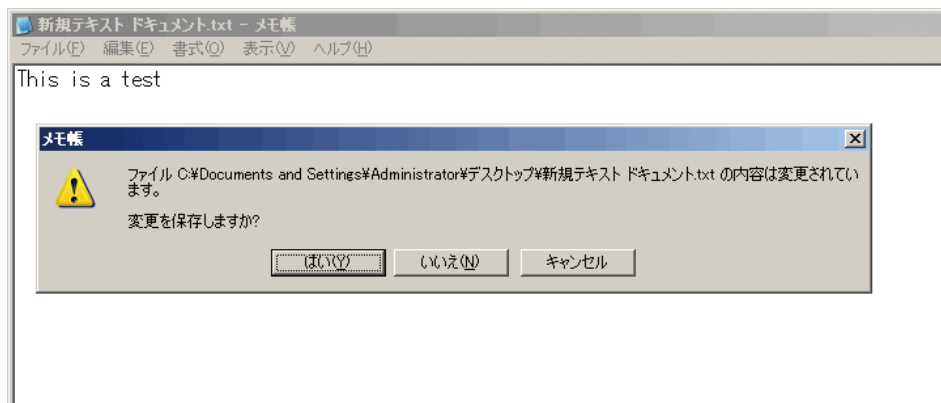 新規テキスト ドキュメント.txt - メモ帳
ファイル(F) 編集(E) 書式(O) 表示(V) ヘルプ(H)
This is a test
メモ帳
ファイル C:¥Documents and Settings¥Administrator¥デスクトップ¥新規テキスト ドキュメント.txt の内容は変更されてい
ます。
変更を保存しますか?
はい(Y) いいえ(N) キャンセル